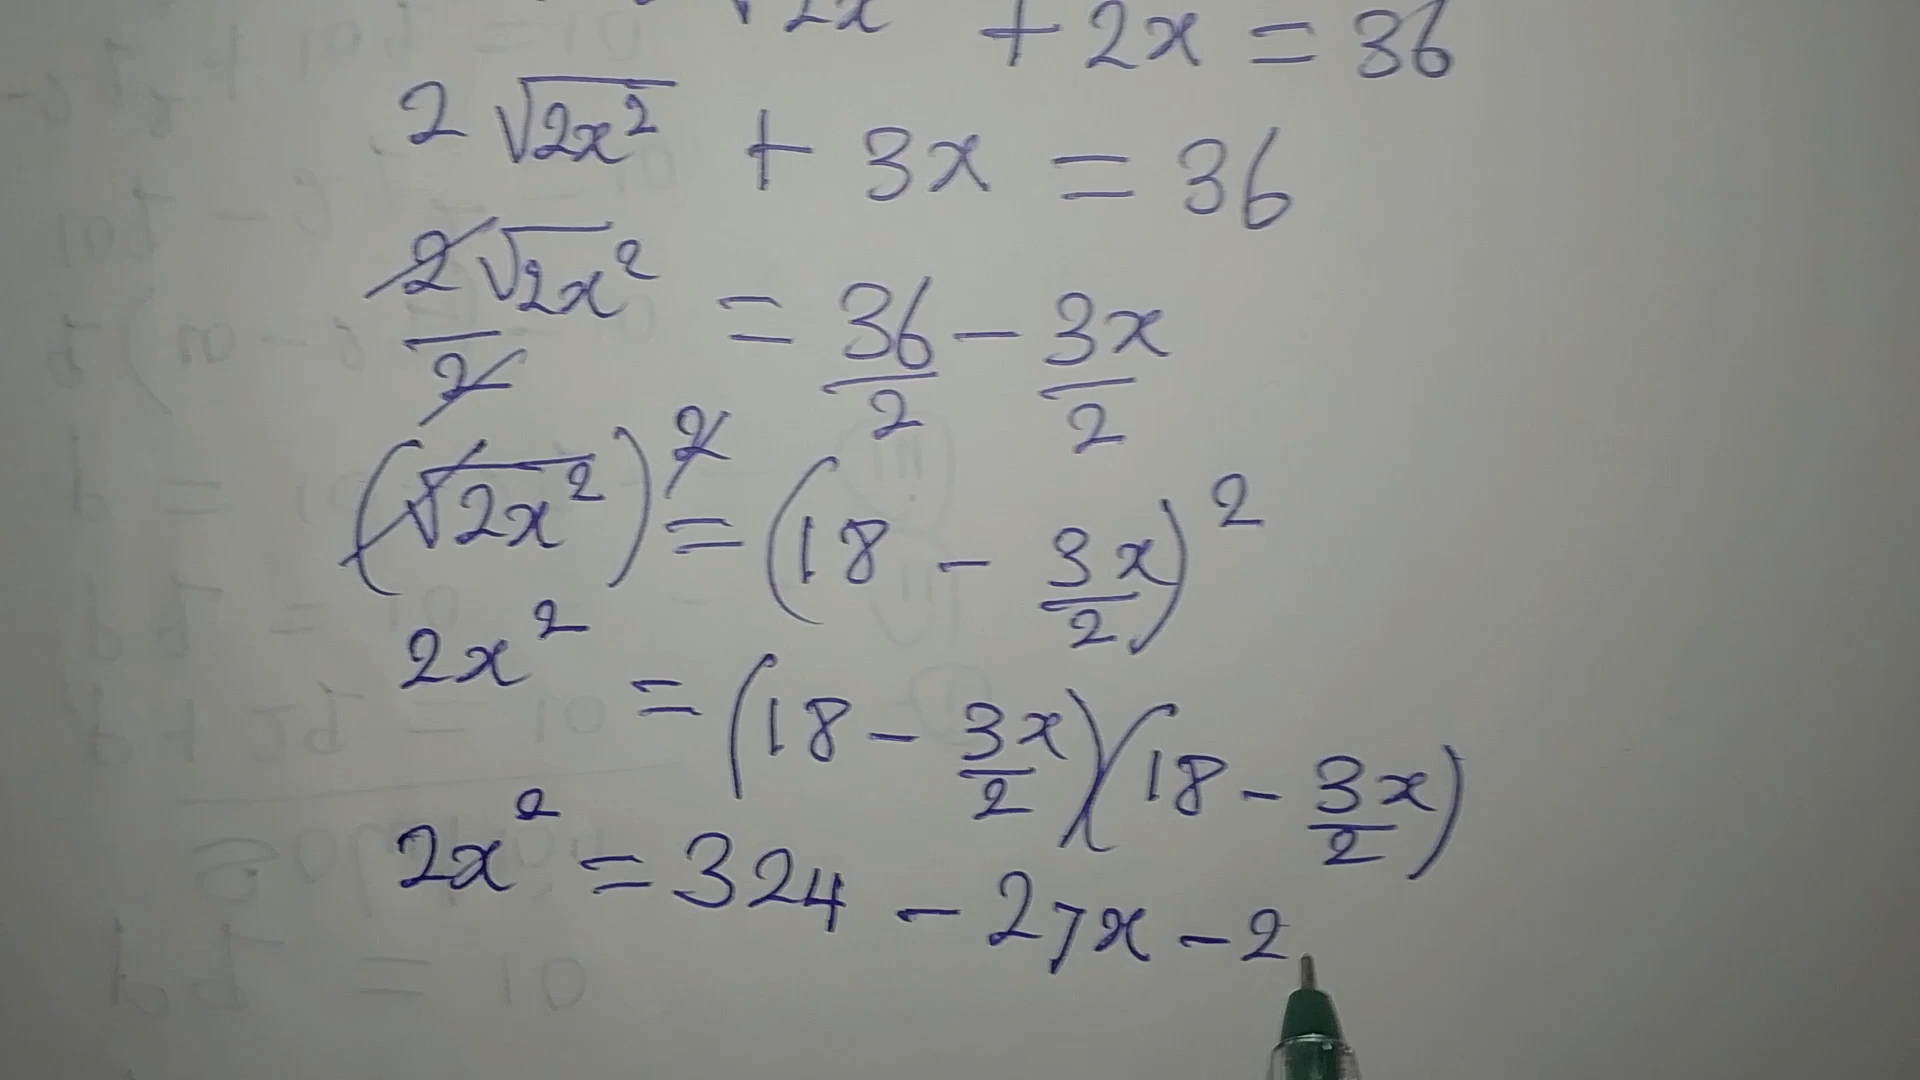 √2x + 2x = 36
2√2x² + 3x = 36
2√2x²/2 = 36/2 - 3x/2
(√2x²)² = (18 - 3x/2)²
2x² = (18 - 3x/2)(18 - 3x/2)
2x² = 324 - 27x - 2